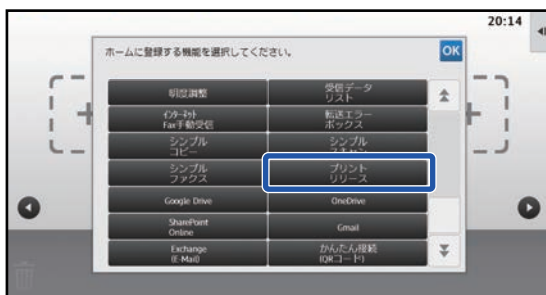 20:14
ホームに登録する機能を選択してください。
OK
明度調整
受信データ
リスト
インターネット
Fax手動受信
転送エラー
ボックス
シンプル
コピー
シンプル
スキャン
シンプル
ファクス
プリント
リリース
Google Drive
OneDrive
SharePoint
Online
Gmail
Exchange
(E-Mail)
かんたん接続
(QRコード)